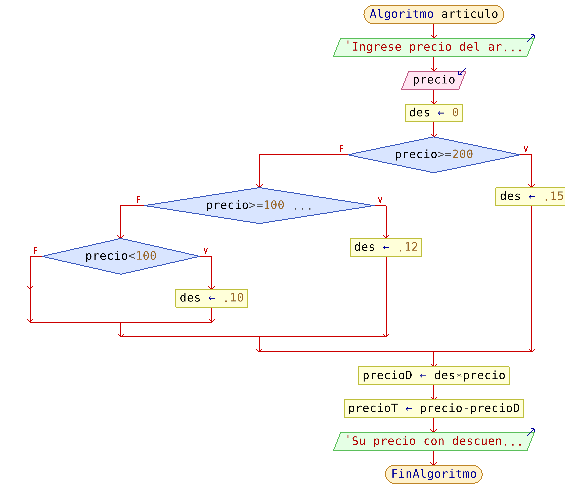 Algoritmo articulo
'Ingrese precio del ar...
precio
des ← 0
F
precio>=200
V
des ← .15
F
precio>=100 ...
V
des ← .12
F
precio<100
V
des ← .10
precioD ← des*precio
precioT ← precio-precioD
'Su precio con descuen...
FinAlgoritmo